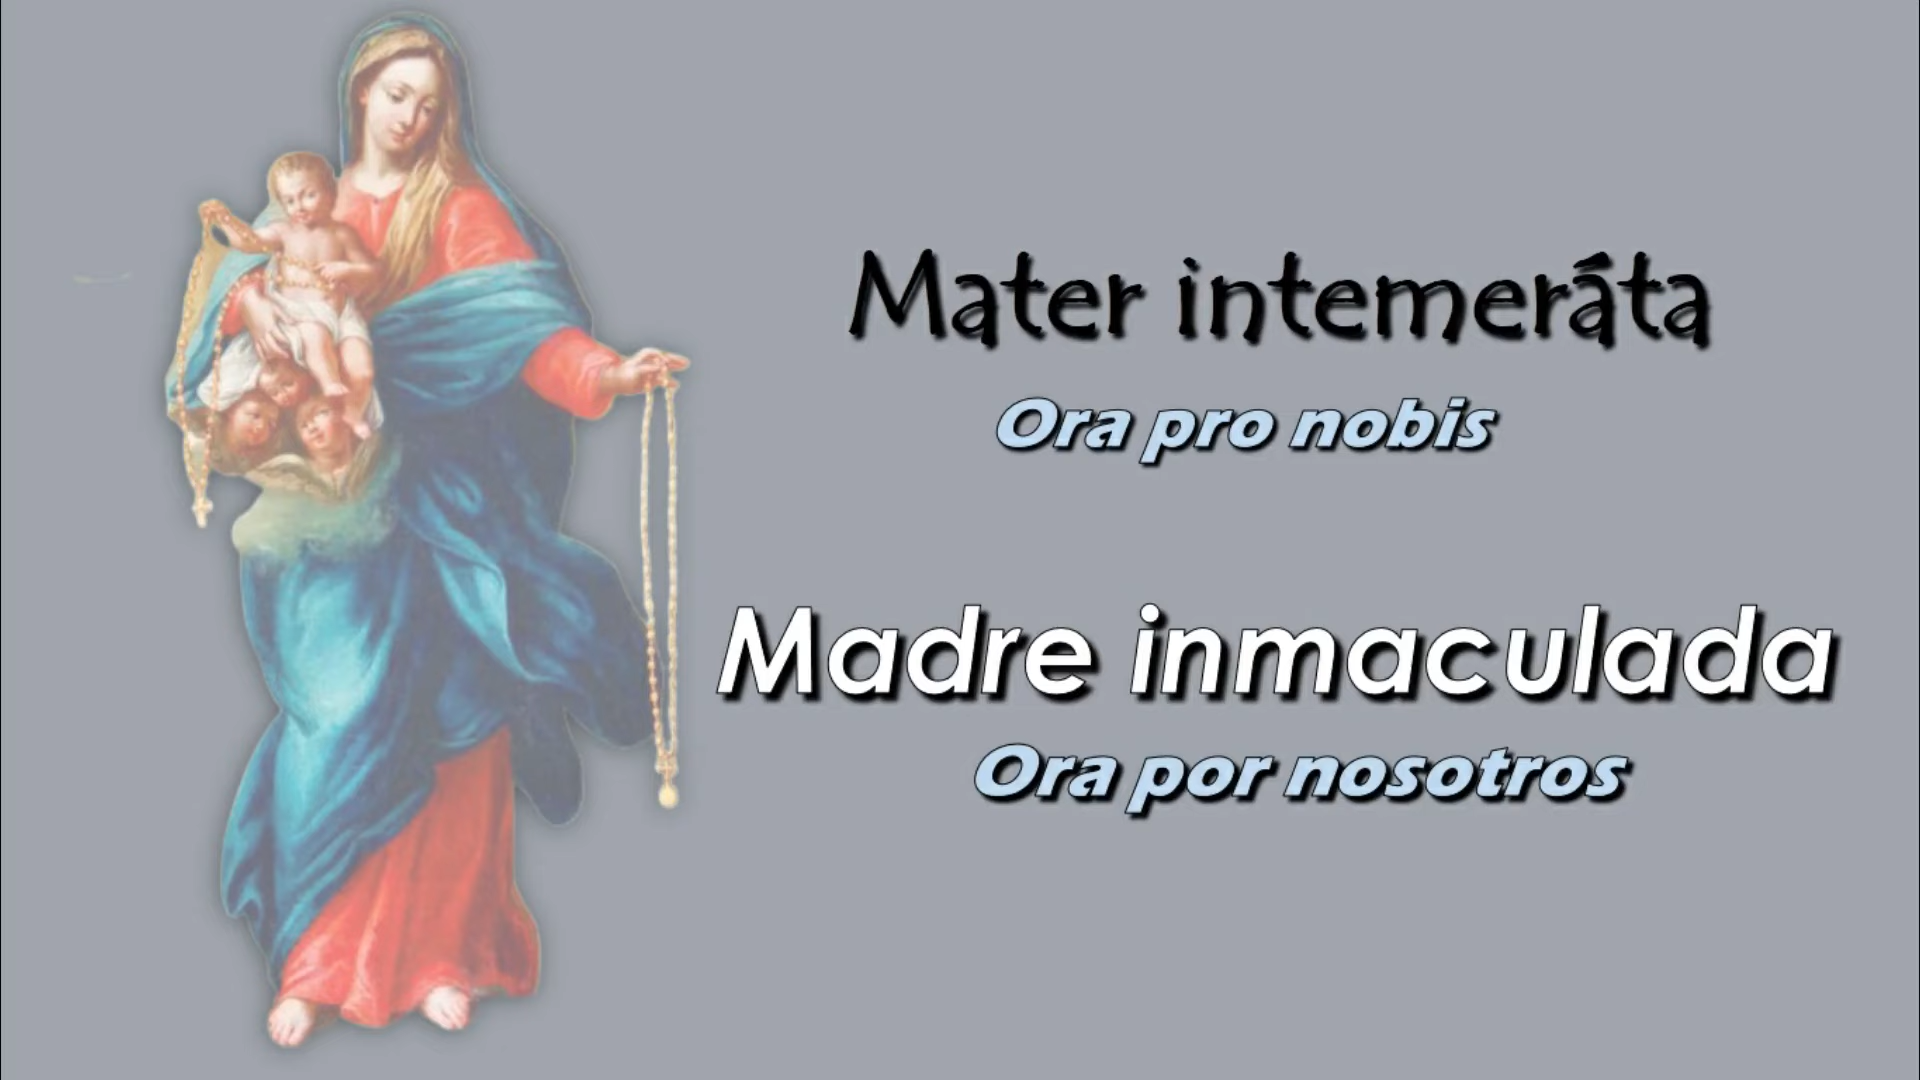 Mater intemeráta
Ora pro nobis
Madre inmaculada
Ora por nosotros